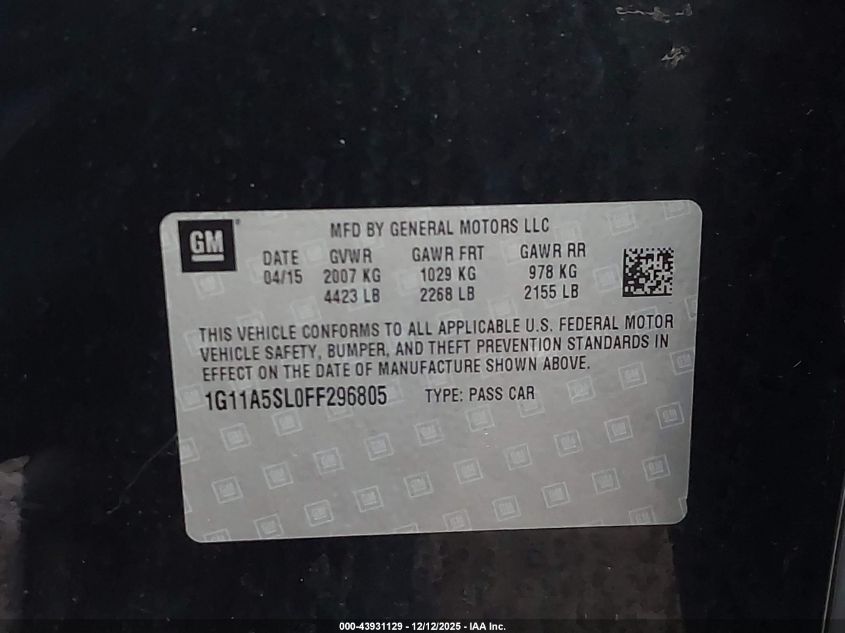 GM®
MFD BY GENERAL MOTORS LLC
DATE GVWR GAWR FRT GAWR RR
04/15 2007 KG 1029 KG 978 KG
4423 LB 2268 LB 2155 LB
THIS VEHICLE CONFORMS TO ALL APPLICABLE U.S. FEDERAL MOTOR
VEHICLE SAFETY, BUMPER, AND THEFT PREVENTION STANDARDS IN
EFFECT ON THE DATE OF MANUFACTURE SHOWN ABOVE.
1G11A5SL0FF296805 TYPE: PASS CAR
000-43931129 - 12/12/2025 - IAA Inc.